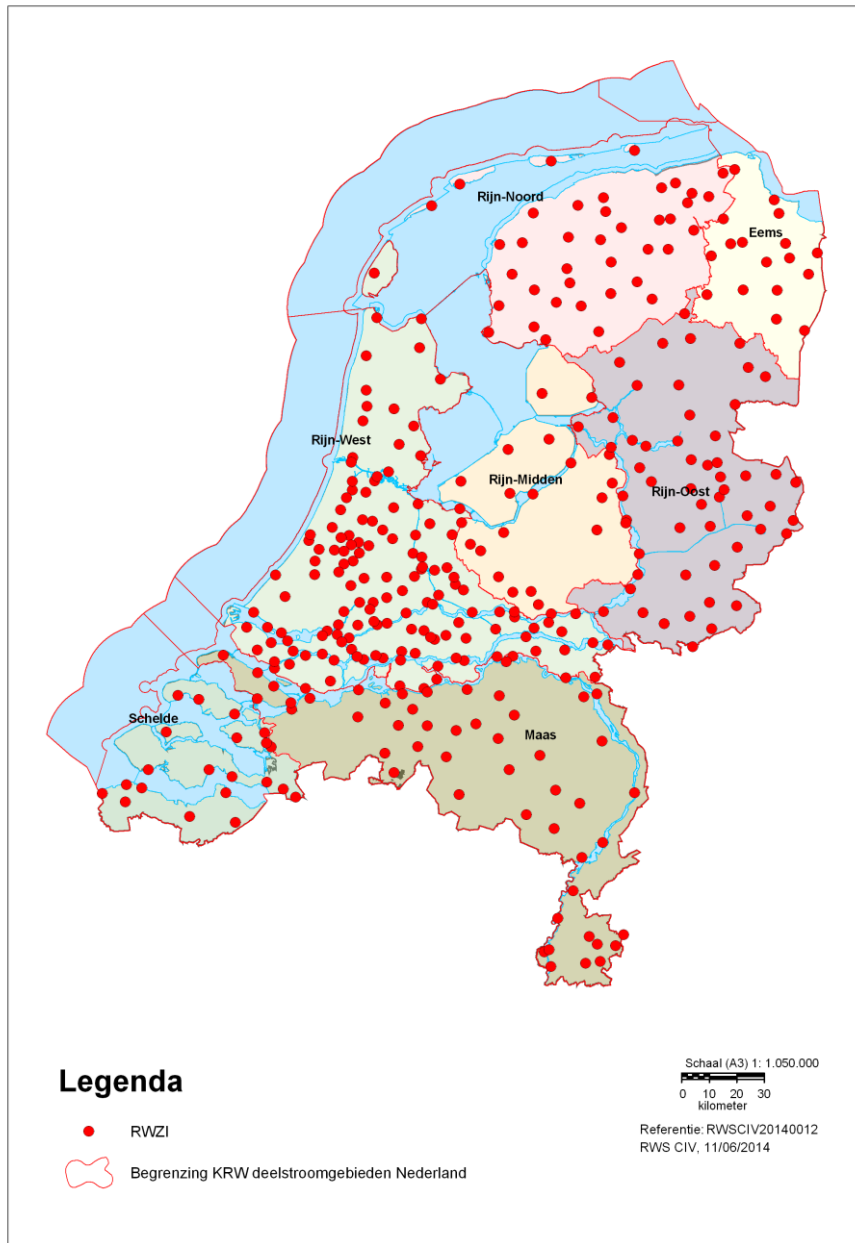 Rijn-Noord
Eems
Rijn-West
Rijn-Midden
Rijn-Oost
Schelde
Maas
Legenda
RWZI
Begrenzing KRW deelstroomgebieden Nederland
Schaal (A3) 1: 1.050.000
0 10 20 30
kilometer
Referentie: RWSCIV20140012
RWS CIV, 11/06/2014